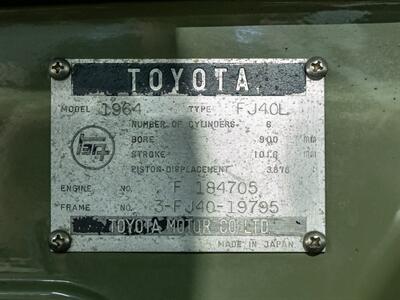 TOYOTA
MODEL 1964 TYPE FJ40L
NUMBER OF CYLINDERS 6
BORE 90.0 mm
STROKE 101.6 mm
PISTON-DISPLACEMENT 3.878
ENGINE NO. F 184705
FRAME NO. 3-FJ40-19795
TOYOTA MOTOR CO.LTD.
MADE IN JAPAN